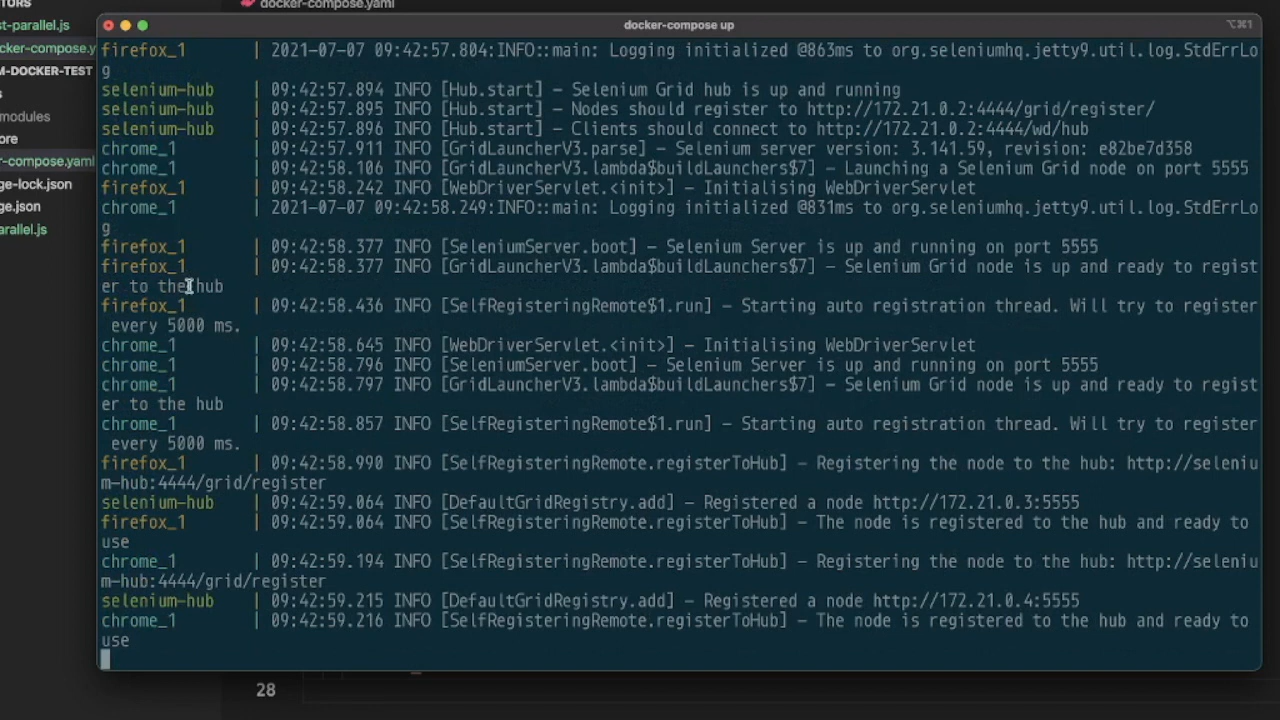 TORS
docker-compose.yaml
st-parallel.js
docker-compose up
⌥⌘1
cker-compose.y
firefox_1 | 2021-07-07 09:42:57.804:INFO::main: Logging initialized @863ms to org.seleniumhq.jetty9.util.log.StdErrLo
g
M-DOCKER-TEST
selenium-hub | 09:42:57.894 INFO [Hub.start] - Selenium Grid hub is up and running
s
selenium-hub | 09:42:57.895 INFO [Hub.start] - Nodes should register to http://172.21.0.2:4444/grid/register/
modules
selenium-hub | 09:42:57.896 INFO [Hub.start] - Clients should connect to http://172.21.0.2:4444/wd/hub
ore
chrome_1 | 09:42:57.911 [GridLauncherV3.parse] - Selenium server version: 3.141.59, revision: e82be7d358
r-compose.yaml
chrome_1 | 09:42:58.106 [GridLauncherV3.lambda$buildLaunchers$7] - Launching a Selenium Grid node on port 5555
ge-lock.json
firefox_1 | 09:42:58.242 [WebDriverServlet.<init>] - Initialising WebDriverServlet
ge.json
chrome_1 | 2021-07-07 09:42:58.249:INFO::main: Logging initialized @831ms to org.seleniumhq.jetty9.util.log.StdErrLo
g
arallel.js
firefox_1 | 09:42:58.377 INFO [SeleniumServer.boot] - Selenium Server is up and running on port 5555
firefox_1 | 09:42:58.377 INFO [GridLauncherV3.lambda$buildLaunchers$7] - Selenium Grid node is up and ready to regist
er to the hub
firefox_1 | 09:42:58.436 INFO [SelfRegisteringRemote$1.run] - Starting auto registration thread. Will try to register
every 5000 ms.
chrome_1 | 09:42:58.645 INFO [WebDriverServlet.<init>] - Initialising WebDriverServlet
chrome_1 | 09:42:58.796 INFO [SeleniumServer.boot] - Selenium Server is up and running on port 5555
chrome_1 | 09:42:58.797 INFO [GridLauncherV3.lambda$buildLaunchers$7] - Selenium Grid node is up and ready to regist
er to the hub
chrome_1 | 09:42:58.857 INFO [SelfRegisteringRemote$1.run] - Starting auto registration thread. Will try to register
every 5000 ms.
firefox_1 | 09:42:58.990 INFO [SelfRegisteringRemote.registerToHub] - Registering the node to the hub: http://seleniu
m-hub:4444/grid/register
selenium-hub | 09:42:59.064 INFO [DefaultGridRegistry.add] - Registered a node http://172.21.0.3:5555
firefox_1 | 09:42:59.064 INFO [SelfRegisteringRemote.registerToHub] - The node is registered to the hub and ready to
use
chrome_1 | 09:42:59.194 INFO [SelfRegisteringRemote.registerToHub] - Registering the node to the hub: http://seleniu
m-hub:4444/grid/register
selenium-hub | 09:42:59.215 INFO [DefaultGridRegistry.add] - Registered a node http://172.21.0.4:5555
chrome_1 | 09:42:59.216 INFO [SelfRegisteringRemote.registerToHub] - The node is registered to the hub and ready to
use
28